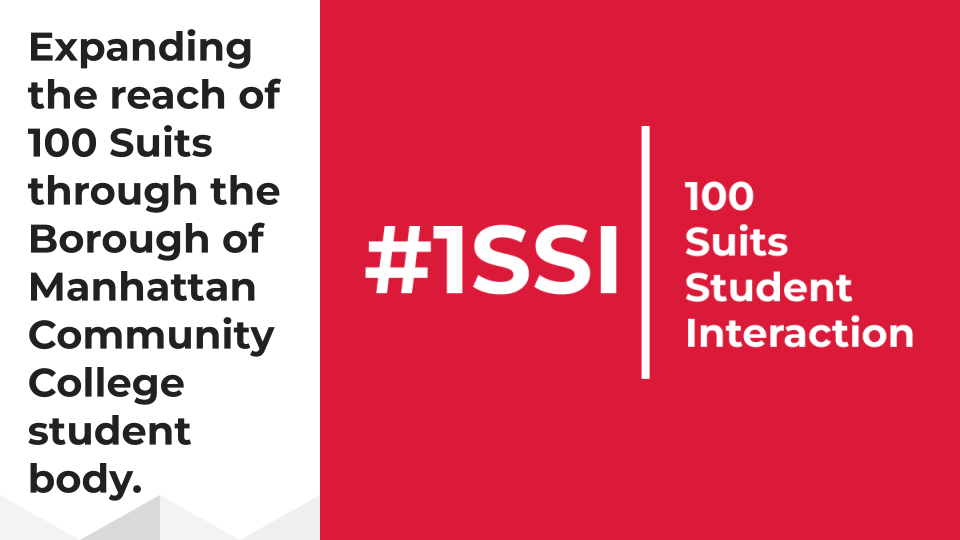 Expanding
the reach of
100 Suits
through the
Borough of
Manhattan
Community
College
student
body.
#1SSI
100
Suits
Student
Interaction